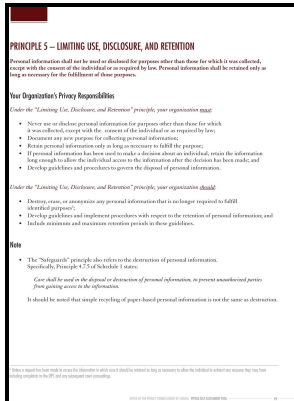 PRINCIPLE 5 – LIMITING USE, DISCLOSURE, AND RETENTION
Personal information shall not be used or disclosed for purposes other than those for which it was collected,
except with the consent of the individual or as required by law. Personal information shall be retained only as
long as necessary for the fulfillment of those purposes.
Your Organization's Privacy Responsibilities
Under the "Limiting Use, Disclosure, and Retention" principle, your organization must:
• Never use or disclose personal information for purposes other than those for which
it was collected, except with the consent of the individual or as required by law;
• Document any new purpose for collecting personal information;
• Retain personal information only as long as necessary to fulfill the purpose;
• If personal information has been used to make a decision about an individual, retain the information
long enough to allow the individual access to the information after the decision has been made; and
• Develop guidelines and procedures to govern the disposal of personal information.
Under the "Limiting Use, Disclosure, and Retention" principle, your organization should:
• Destroy, erase, or anonymize any personal information that is no longer required to fulfill
identified purposes;
• Develop guidelines and implement procedures with respect to the retention of personal information; and
• Include minimum and maximum retention periods in these guidelines.
Note
• The "Safeguards" principle also refers to the destruction of personal information.
Specifically, Principle 4.7.5 of Schedule 1 states:
Care shall be used in the disposal or destruction of personal information, to prevent unauthorized parties
from gaining access to the information.
It should be noted that simple recycling of paper-based personal information is not the same as destruction.